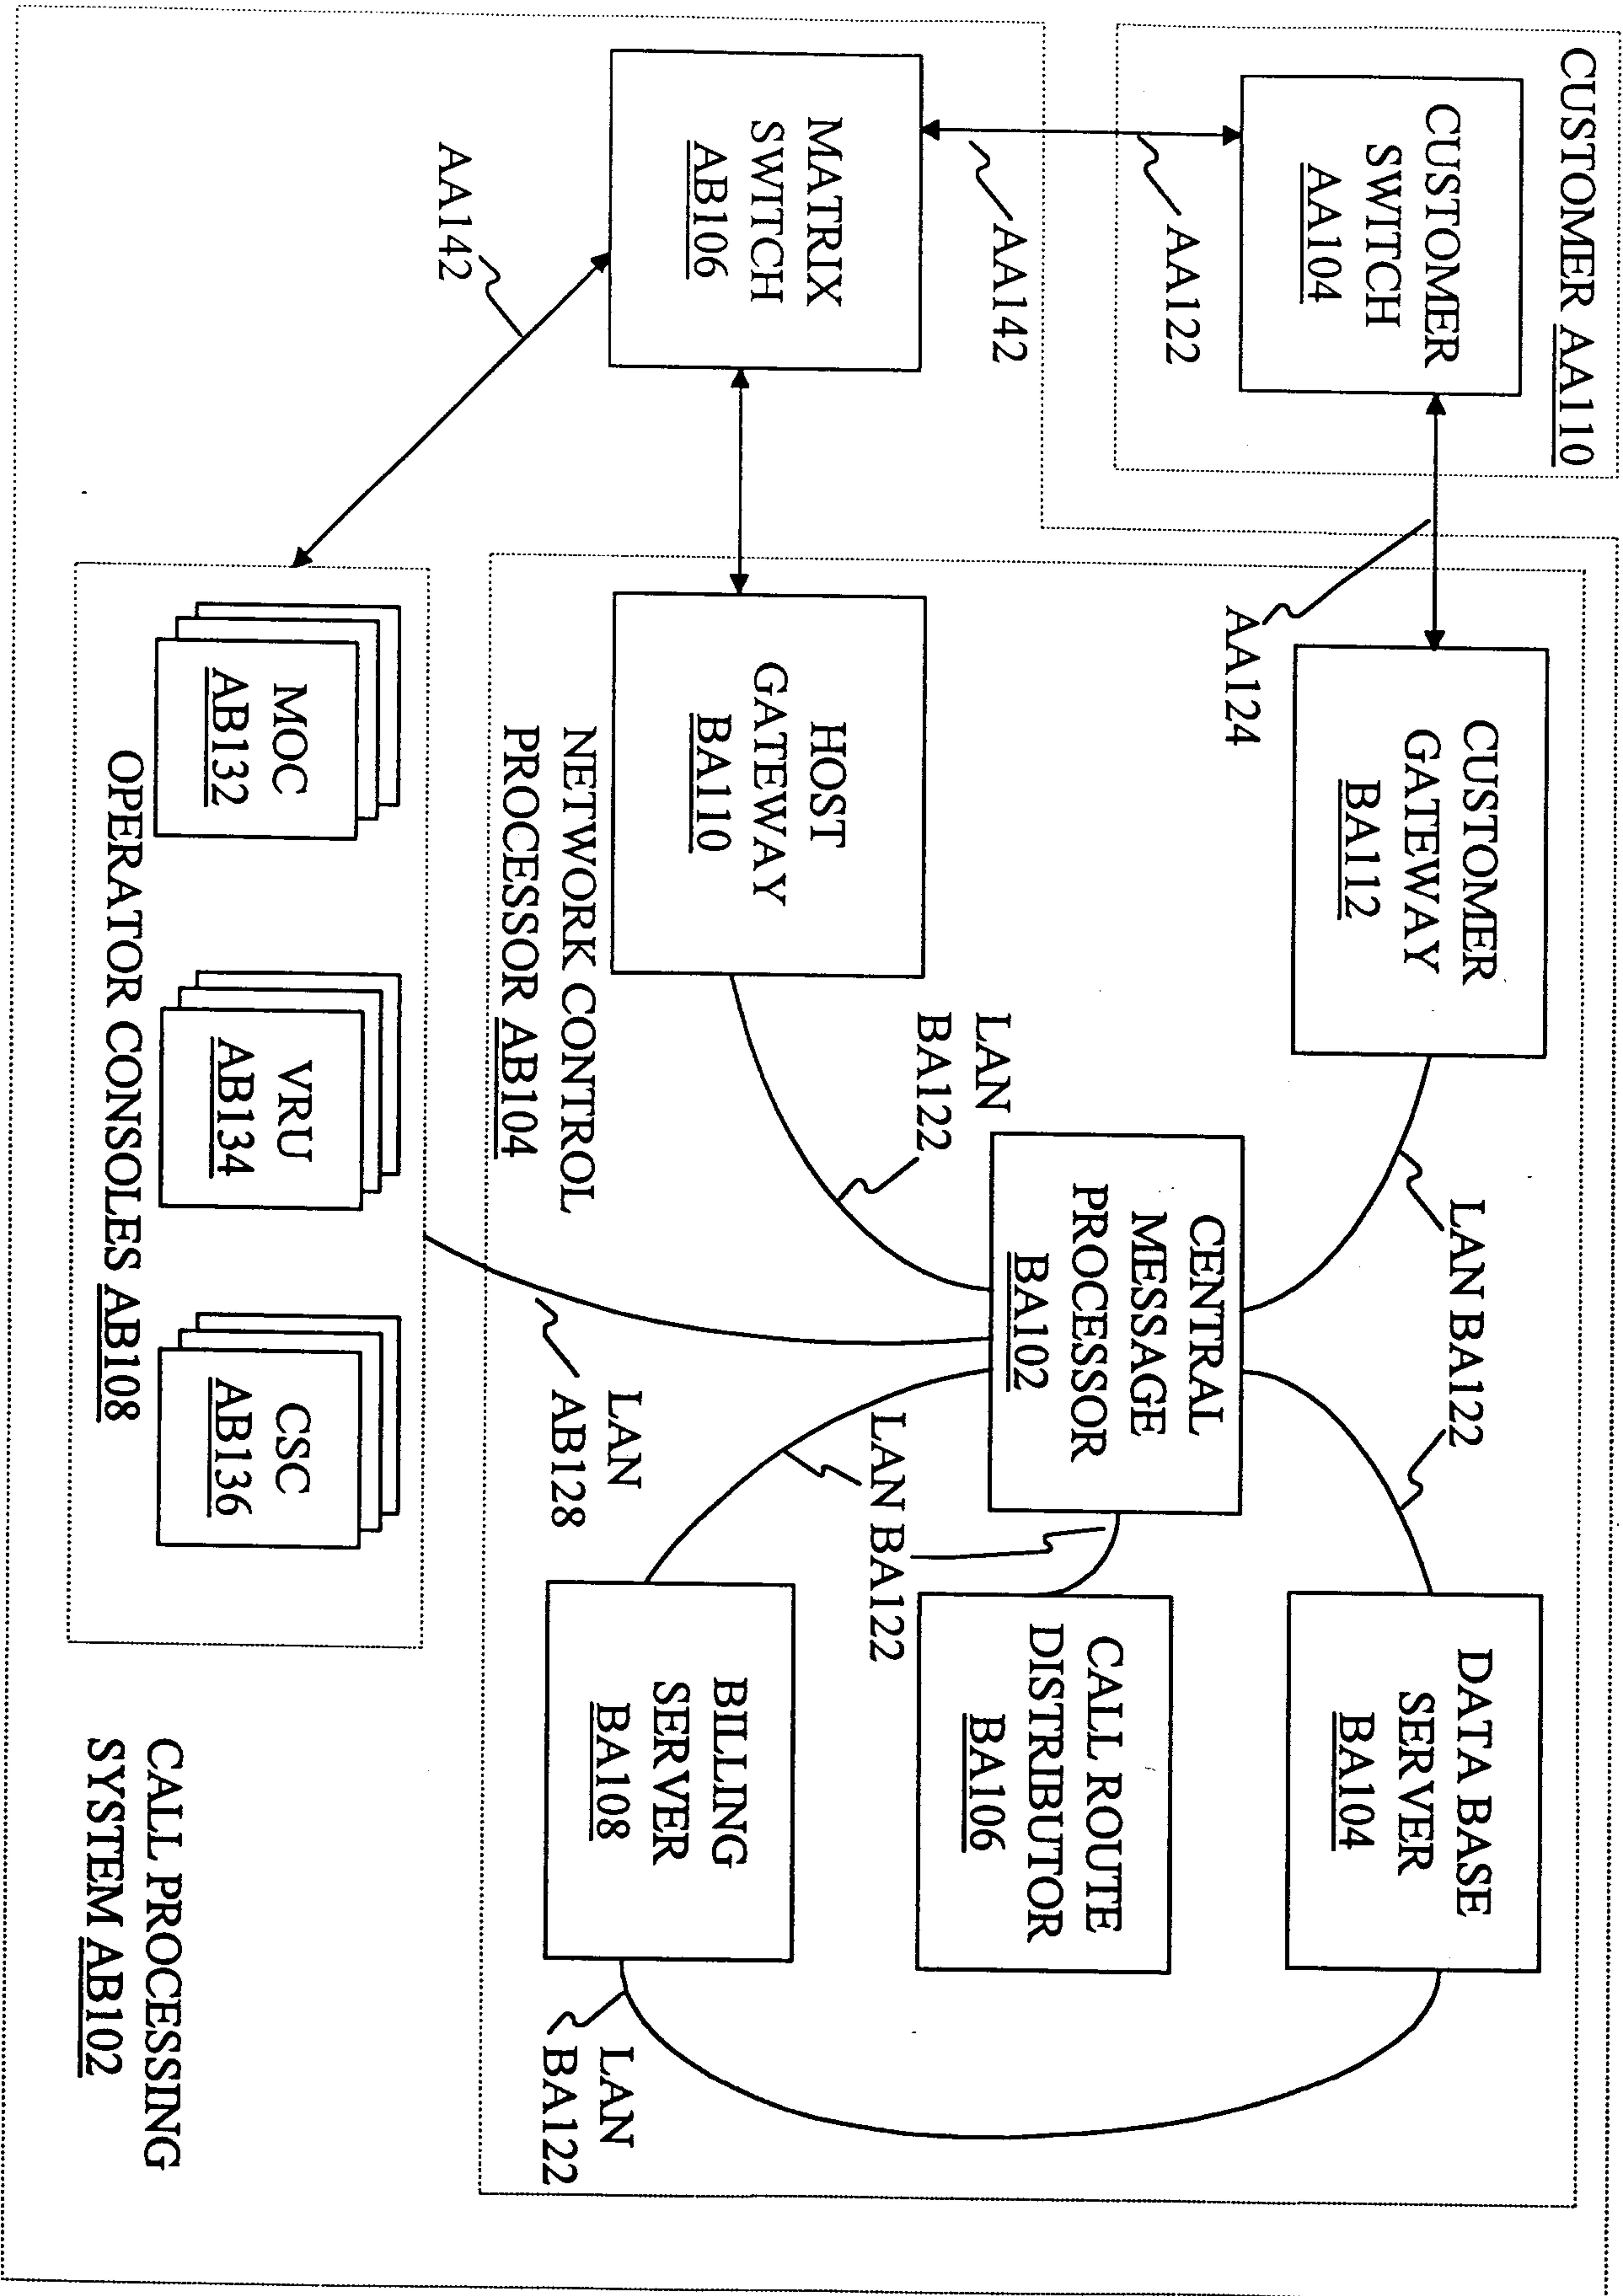 CUSTOMER AA110
CUSTOMER
SWITCH
AA104
AA122
AA142
MATRIX
SWITCH
AB106
AA142
AA124
CUSTOMER
GATEWAY
BA112
HOST
GATEWAY
BA110
NETWORK CONTROL
PROCESSOR AB104
LAN BA122
LAN
BA122
CENTRAL
MESSAGE
PROCESSOR
BA102
LAN BA122
LAN
AB128
DATA BASE
SERVER
BA104
CALL ROUTE
DISTRIBUTOR
BA106
BILLING
SERVER
BA108
LAN
BA122
MOC
AB132
VRU
AB134
CSC
AB136
OPERATOR CONSOLES AB108
CALL PROCESSING
SYSTEM AB102